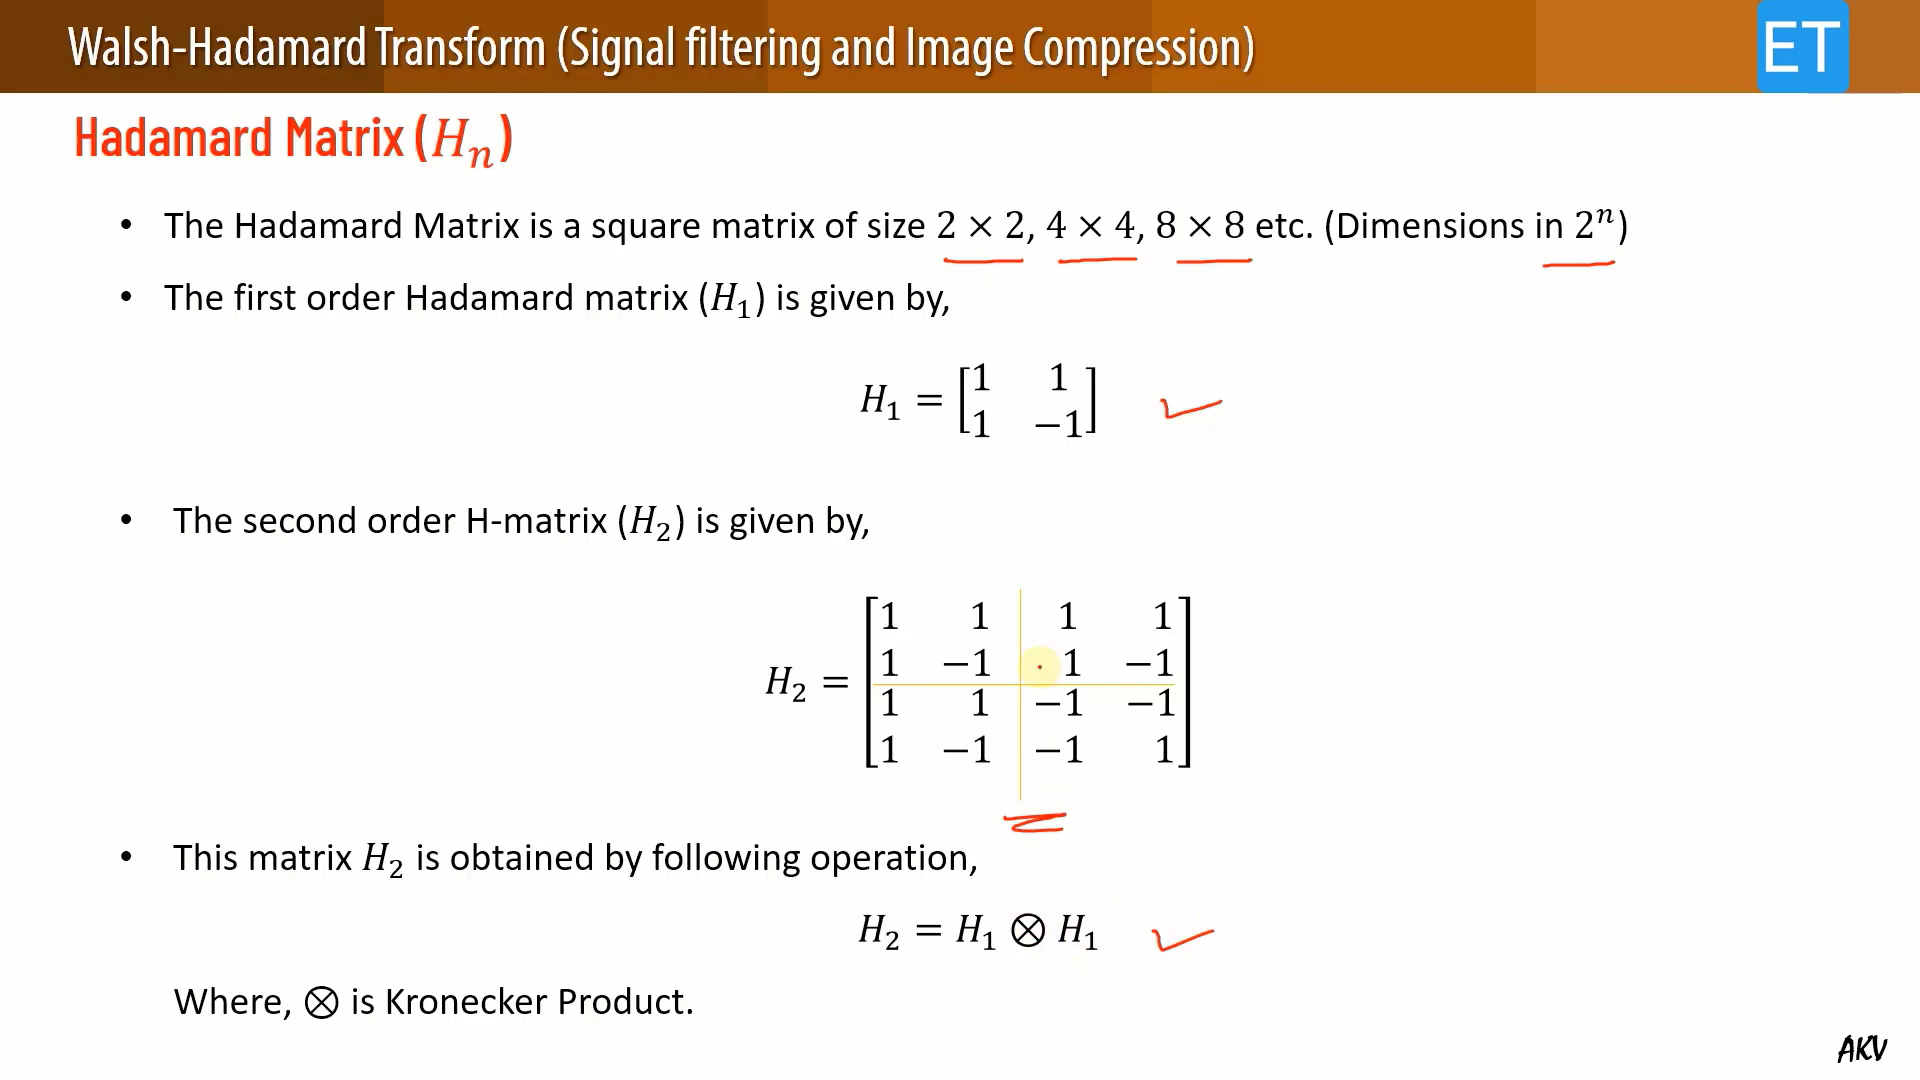 Walsh-Hadamard Transform (Signal filtering and Image Compression)
ET
Hadamard Matrix (Hₙ)
• The Hadamard Matrix is a square matrix of size 2 × 2, 4 × 4, 8 × 8 etc. (Dimensions in 2ⁿ)
• The first order Hadamard matrix (H₁) is given by,
H₁ = [1 1
1 −1]
• The second order H-matrix (H₂) is given by,
H₂ = [1 1 1 1
1 −1 1 −1
1 1 −1 −1
1 −1 −1 1]
• This matrix H₂ is obtained by following operation,
H₂ = H₁ ⊗ H₁
Where, ⊗ is Kronecker Product.
AKV